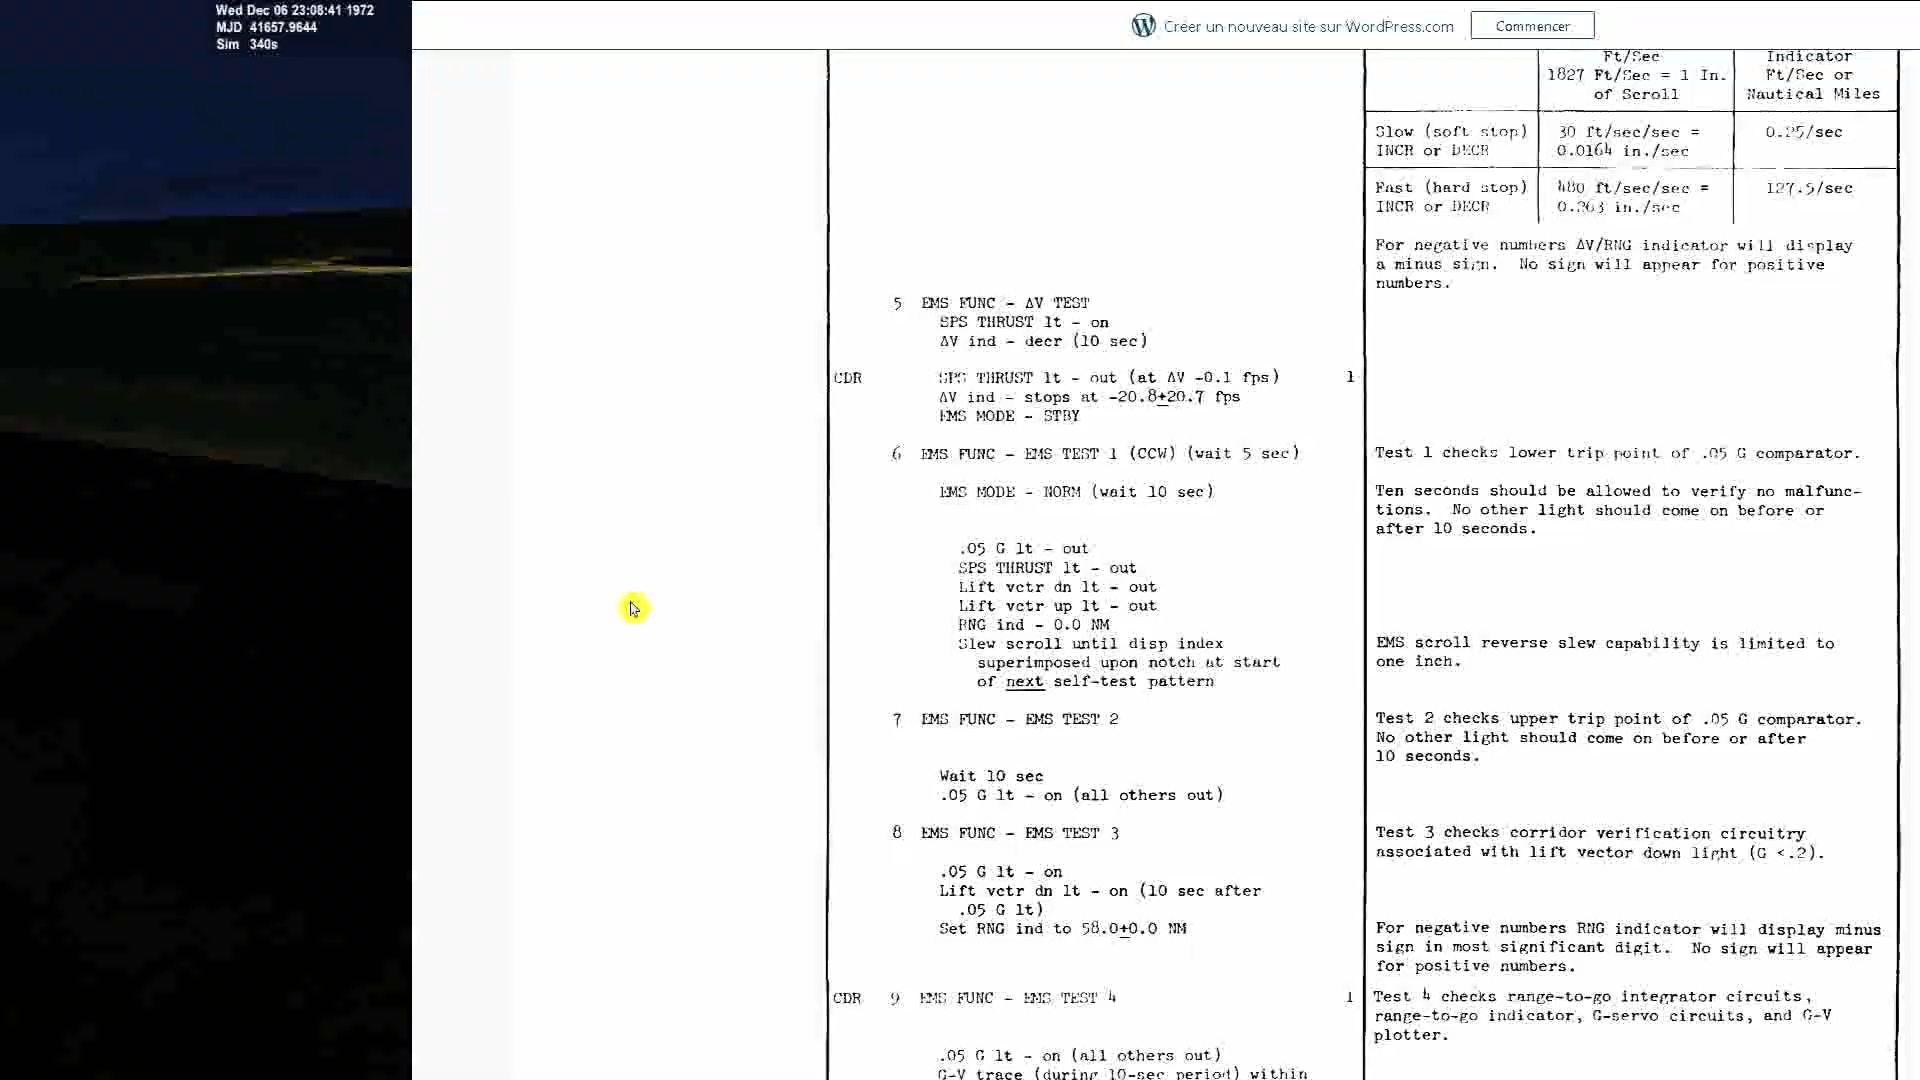 Wed Dec 06 23:08:41 1972
MJD 41657.9644
Sim 340s
Créer un nouveau site sur WordPress.com
Commencer
Ft/Sec
1827 Ft/Sec = 1 In.
of Scroll
Indicator
Ft/Sec or
Nautical Miles
Slow (soft stop)
INCR or DECR
30 ft/sec/sec =
0.0164 in./sec
0.25/sec
Fast (hard stop)
INCR or DECR
480 ft/sec/sec =
0.263 in./sec
127.5/sec
For negative numbers ΔV/RNG indicator will display
a minus sign. No sign will appear for positive
numbers.
5 EMS FUNC - ΔV TEST
SPS THRUST lt - on
ΔV ind - decr (10 sec)
CDR SPS THRUST lt - out (at ΔV -0.1 fps) 1
ΔV ind - stops at -20.8±20.7 fps
EMS MODE - STBY
6 EMS FUNC - EMS TEST 1 (CCW) (wait 5 sec)
Test 1 checks lower trip point of .05 G comparator.
EMS MODE - NORM (wait 10 sec)
Ten seconds should be allowed to verify no malfunc-
tions. No other light should come on before or
after 10 seconds.
.05 G lt - out
SPS THRUST lt - out
Lift vctr dn lt - out
Lift vctr up lt - out
RNG ind - 0.0 NM
Slew scroll until disp index
superimposed upon notch at start
of next self-test pattern
EMS scroll reverse slew capability is limited to
one inch.
7 EMS FUNC - EMS TEST 2
Test 2 checks upper trip point of .05 G comparator.
No other light should come on before or after
10 seconds.
Wait 10 sec
.05 G lt - on (all others out)
8 EMS FUNC - EMS TEST 3
Test 3 checks corridor verification circuitry
associated with lift vector down light (G <.2).
.05 G lt - on
Lift vctr dn lt - on (10 sec after
.05 G lt)
Set RNG ind to 58.0±0.0 NM
For negative numbers RNG indicator will display minus
sign in most significant digit. No sign will appear
for positive numbers.
CDR 9 EMS FUNC - EMS TEST 4 1
Test 4 checks range-to-go integrator circuits,
range-to-go indicator, G-servo circuits, and G-V
plotter.
.05 G lt - on (all others out)
G-V trace (during 10-sec period) within